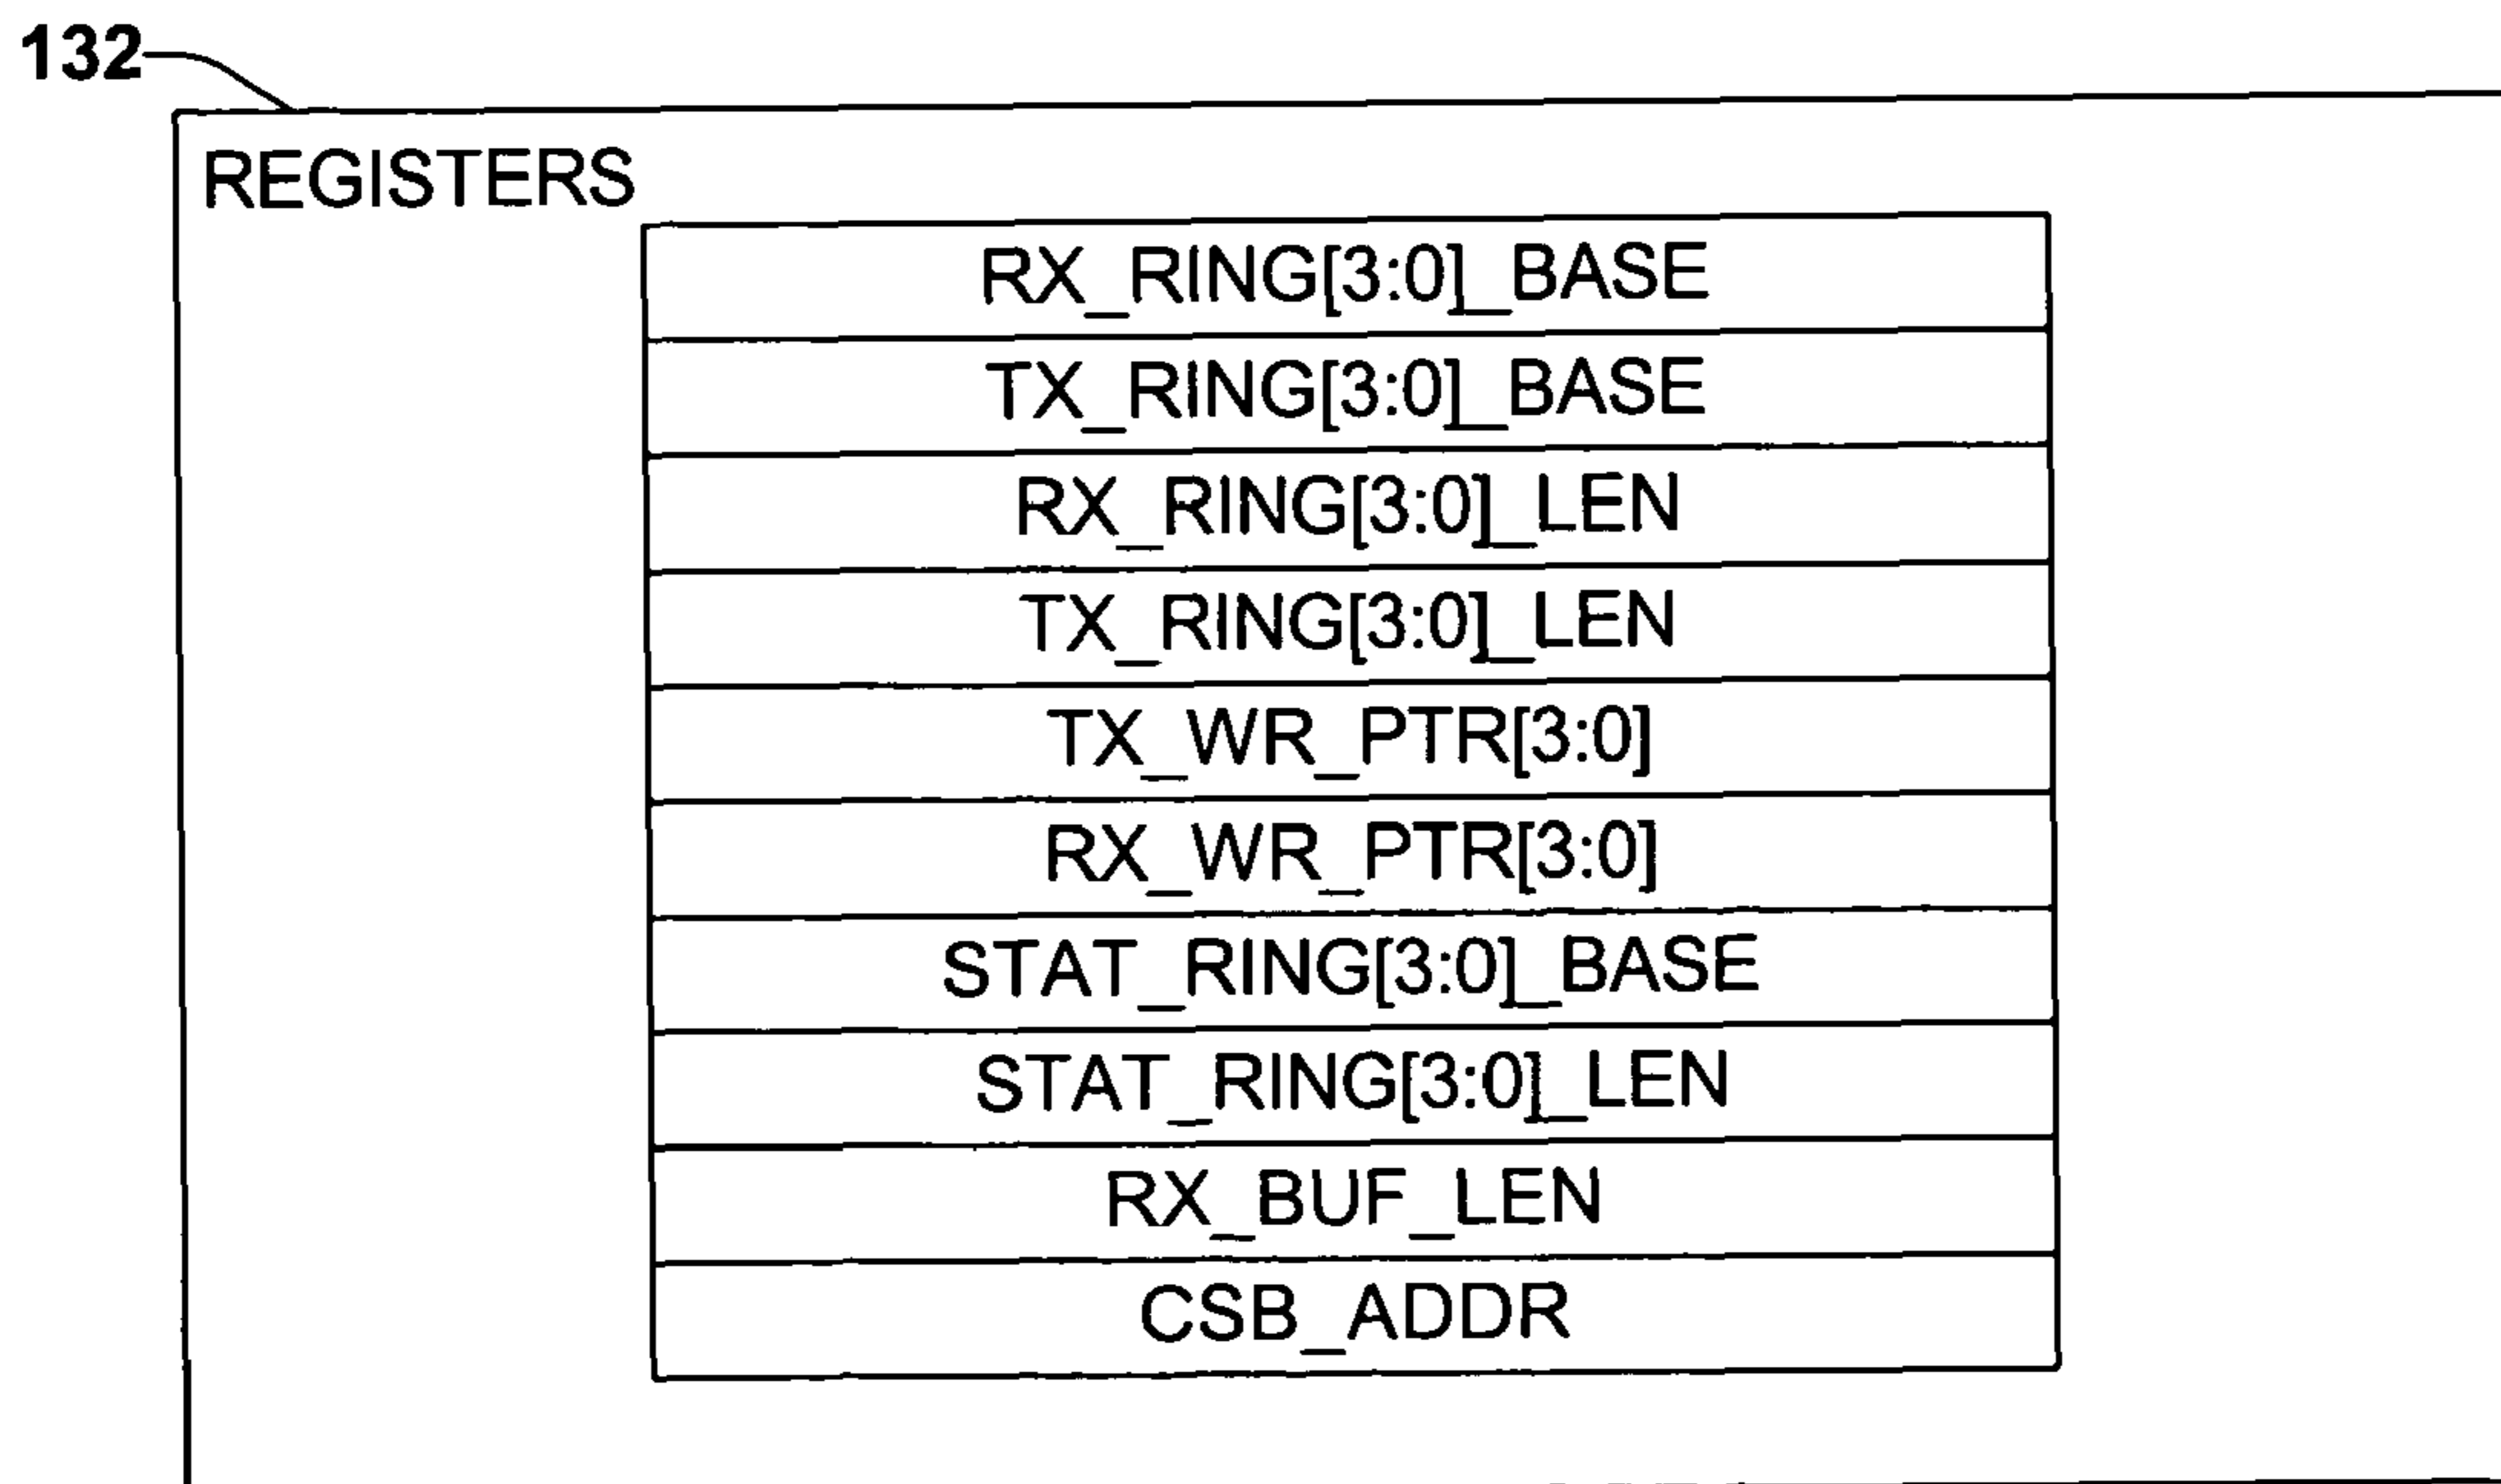 132
REGISTERS
RX_RING[3:0]_BASE
TX_RING[3:0]_BASE
RX_RING[3:0]_LEN
TX_RING[3:0]_LEN
TX_WR_PTR[3:0]
RX_WR_PTR[3:0]
STAT_RING[3:0]_BASE
STAT_RING[3:0]_LEN
RX_BUF_LEN
CSB_ADDR